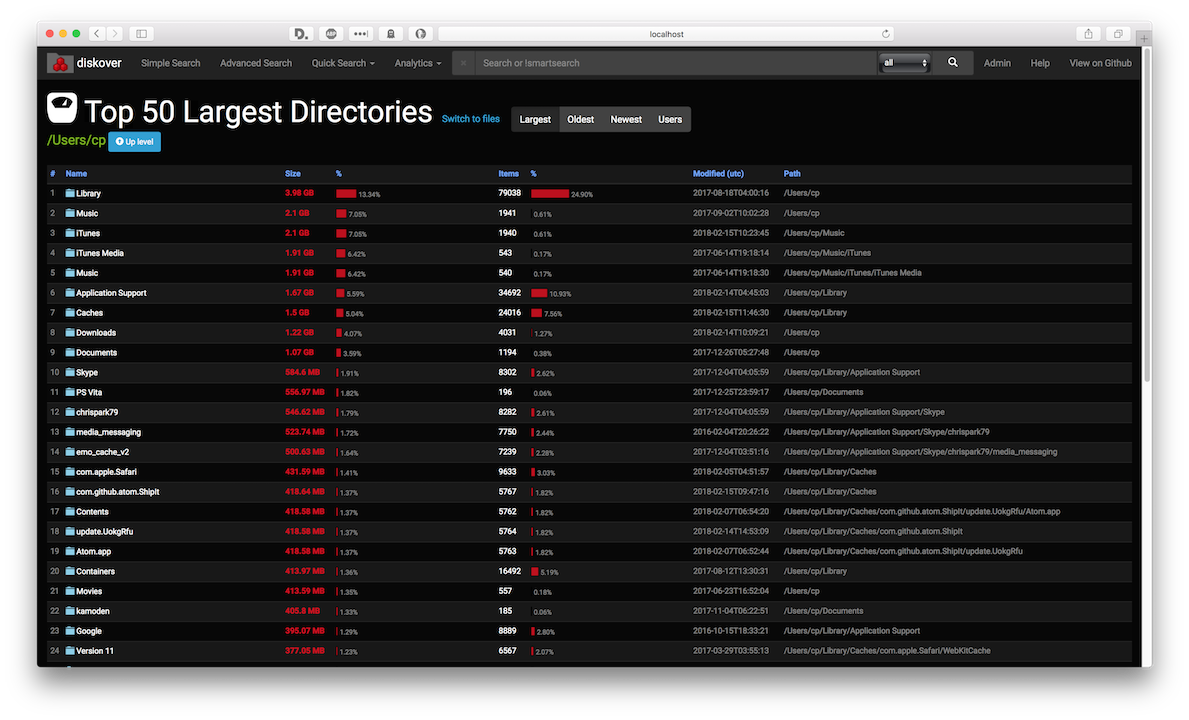 D. ABP localhost
diskover Simple Search Advanced Search Quick Search Analytics × Search or !smartsearch all Admin Help View on Github
Top 50 Largest Directories Switch to files Largest Oldest Newest Users
/Users/cp Up level
# Name Size % Items % Modified (utc) Path
1 Library 3.98 GB 13.34% 79038 24.90% 2017-08-18T04:00:16 /Users/cp
2 Music 2.1 GB 7.05% 1941 0.61% 2017-09-02T10:02:28 /Users/cp
3 iTunes 2.1 GB 7.05% 1940 0.61% 2018-02-15T10:23:45 /Users/cp/Music
4 iTunes Media 1.91 GB 6.42% 543 0.17% 2017-06-14T19:18:14 /Users/cp/Music/iTunes
5 Music 1.91 GB 6.42% 540 0.17% 2017-06-14T19:18:30 /Users/cp/Music/iTunes/iTunes Media
6 Application Support 1.67 GB 5.59% 34692 10.93% 2018-02-14T04:45:03 /Users/cp/Library
7 Caches 1.5 GB 5.04% 24016 7.56% 2018-02-15T11:46:30 /Users/cp/Library
8 Downloads 1.22 GB 4.07% 4031 1.27% 2018-02-14T10:09:21 /Users/cp
9 Documents 1.07 GB 3.59% 1194 0.38% 2017-12-26T05:27:48 /Users/cp
10 Skype 584.6 MB 1.91% 8302 2.62% 2017-12-04T04:05:59 /Users/cp/Library/Application Support
11 PS Vita 556.97 MB 1.82% 196 0.06% 2017-12-25T23:59:17 /Users/cp/Documents
12 chrispark79 546.62 MB 1.79% 8282 2.61% 2017-12-04T04:05:59 /Users/cp/Library/Application Support/Skype
13 media_messaging 523.74 MB 1.72% 7750 2.44% 2016-02-04T20:26:22 /Users/cp/Library/Application Support/Skype/chrispark79
14 emo_cache_v2 500.63 MB 1.64% 7239 2.28% 2017-12-04T03:51:16 /Users/cp/Library/Application Support/Skype/chrispark79/media_messaging
15 com.apple.Safari 431.59 MB 1.41% 9633 3.03% 2018-02-05T04:51:57 /Users/cp/Library/Caches
16 com.github.atom.ShipIt 418.64 MB 1.37% 5767 1.82% 2018-02-15T09:47:16 /Users/cp/Library/Caches
17 Contents 418.58 MB 1.37% 5762 1.82% 2018-02-07T06:54:20 /Users/cp/Library/Caches/com.github.atom.ShipIt/update.UokgRfu/Atom.app
18 update.UokgRfu 418.58 MB 1.37% 5764 1.82% 2018-02-14T14:53:09 /Users/cp/Library/Caches/com.github.atom.ShipIt
19 Atom.app 418.58 MB 1.37% 5763 1.82% 2018-02-07T06:52:44 /Users/cp/Library/Caches/com.github.atom.ShipIt/update.UokgRfu
20 Containers 413.97 MB 1.36% 16492 5.19% 2017-08-12T13:30:31 /Users/cp/Library
21 Movies 413.59 MB 1.35% 557 0.18% 2017-06-23T16:52:04 /Users/cp
22 kamoden 405.8 MB 1.33% 185 0.06% 2017-11-04T06:22:51 /Users/cp/Documents
23 Google 395.07 MB 1.29% 8889 2.80% 2016-10-15T18:33:21 /Users/cp/Library/Application Support
24 Version 11 377.05 MB 1.23% 6567 2.07% 2017-03-29T03:55:13 /Users/cp/Library/Caches/com.apple.Safari/WebKitCache